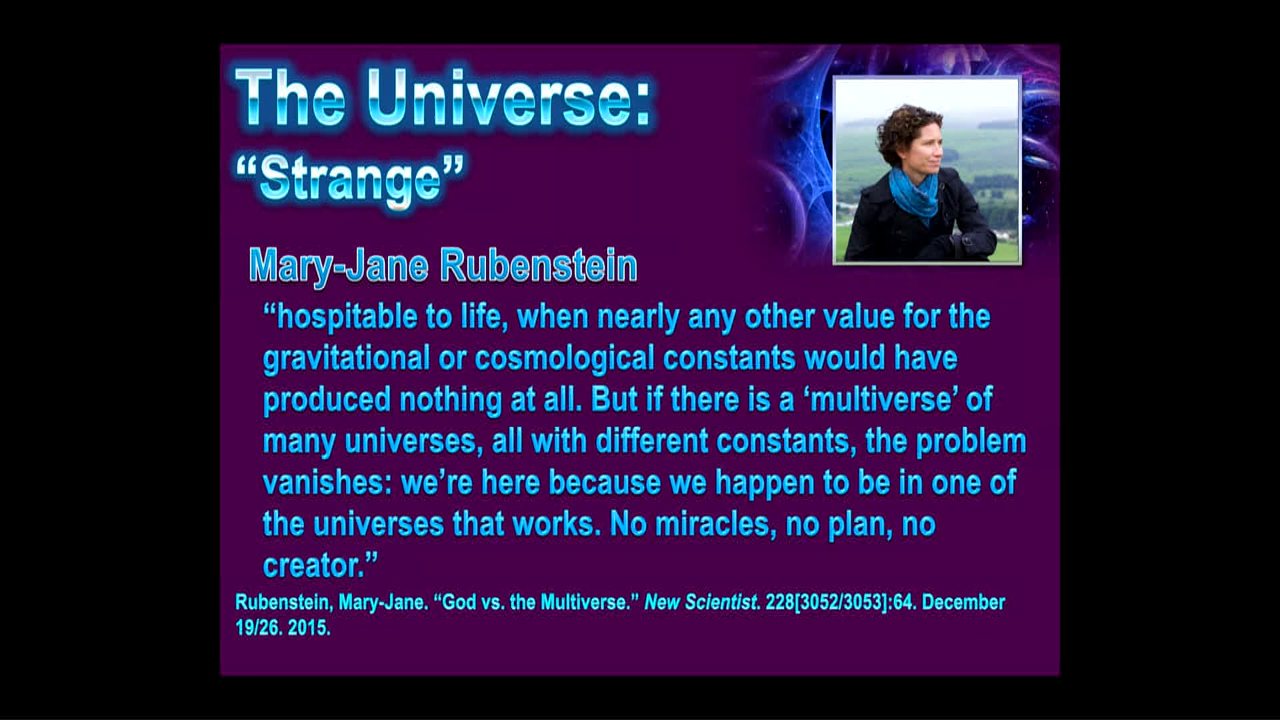 The Universe:
“Strange”
Mary-Jane Rubenstein
“hospitable to life, when nearly any other value for the
gravitational or cosmological constants would have
produced nothing at all. But if there is a ‘multiverse’ of
many universes, all with different constants, the problem
vanishes: we’re here because we happen to be in one of
the universes that works. No miracles, no plan, no
creator.”
Rubenstein, Mary-Jane. “God vs. the Multiverse.” New Scientist. 228[3052/3053]:64. December
19/26. 2015.